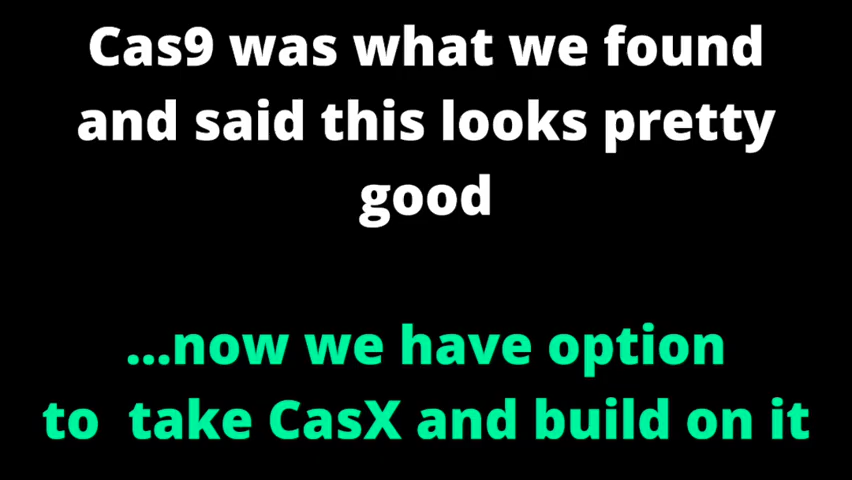 Cas9 was what we found
and said this looks pretty
good
...now we have option
to  take CasX and build on it